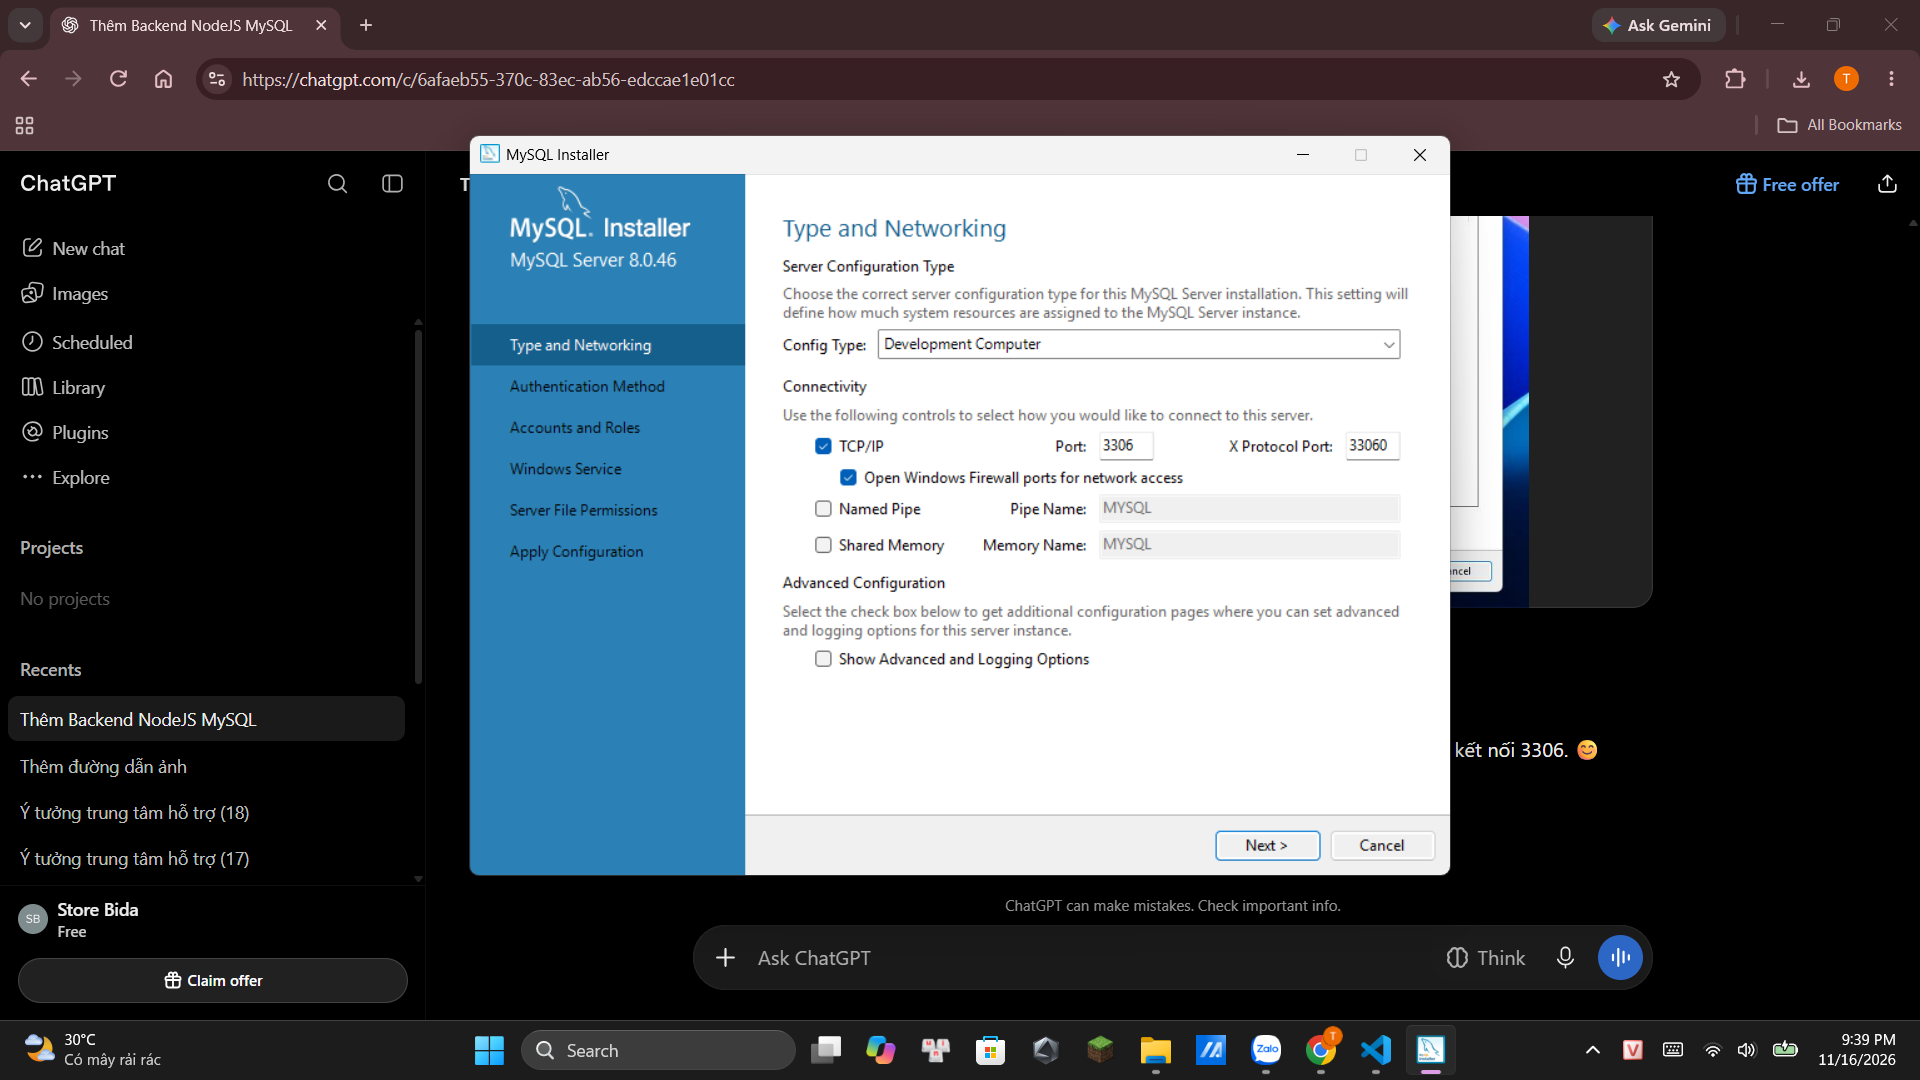 Thêm Backend NodeJS MySQL
Ask Gemini
https://chatgpt.com/c/6afaeb55-370c-83ec-ab56-edccae1e01cc
T
All Bookmarks
ChatGPT
New chat
Images
Scheduled
Library
Plugins
Explore
Projects
No projects
Recents
Thêm Backend NodeJS MySQL
Thêm đường dẫn ảnh
Ý tưởng trung tâm hỗ trợ (18)
Ý tưởng trung tâm hỗ trợ (17)
SB
Store Bida
Free
Claim offer
T
Free offer
MySQL Installer
MySQL. Installer
MySQL Server 8.0.46
Type and Networking
Authentication Method
Accounts and Roles
Windows Service
Server File Permissions
Apply Configuration
Type and Networking
Server Configuration Type
Choose the correct server configuration type for this MySQL Server installation. This setting will
define how much system resources are assigned to the MySQL Server instance.
Config Type: Development Computer
Connectivity
Use the following controls to select how you would like to connect to this server.
TCP/IP Port: 3306 X Protocol Port: 33060
Open Windows Firewall ports for network access
Named Pipe Pipe Name: MYSQL
Shared Memory Memory Name: MYSQL
Advanced Configuration
Select the check box below to get additional configuration pages where you can set advanced
and logging options for this server instance.
Show Advanced and Logging Options
Next >
Cancel
ncel
kết nối 3306. 😊
ChatGPT can make mistakes. Check important info.
Ask ChatGPT
Think
30°C
Có mây rải rác
Search
Zalo
T
V
9:39 PM
11/16/2026